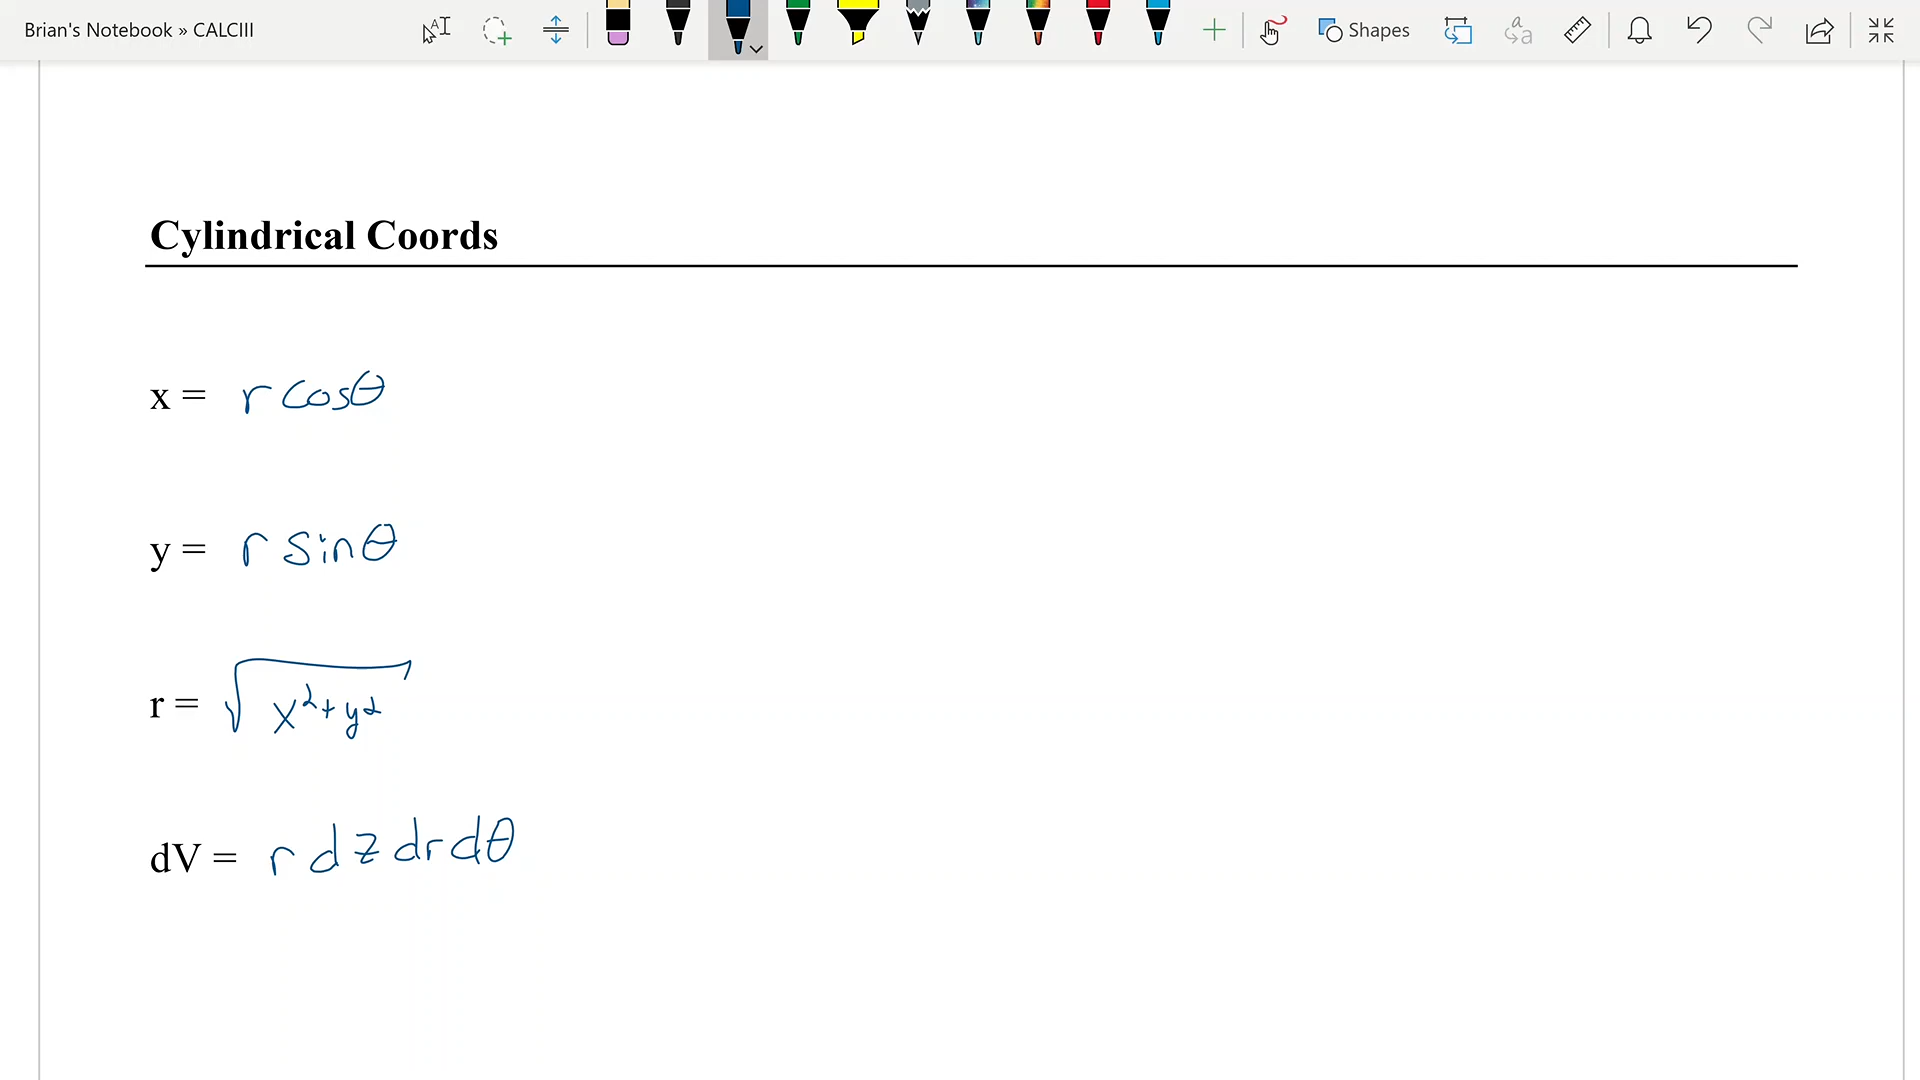 Brian's Notebook » CALCIII
Shapes
Cylindrical Coords
x = r cosθ
y = r sinθ
r = √(x²+y²)
dV = r dz dr dθ